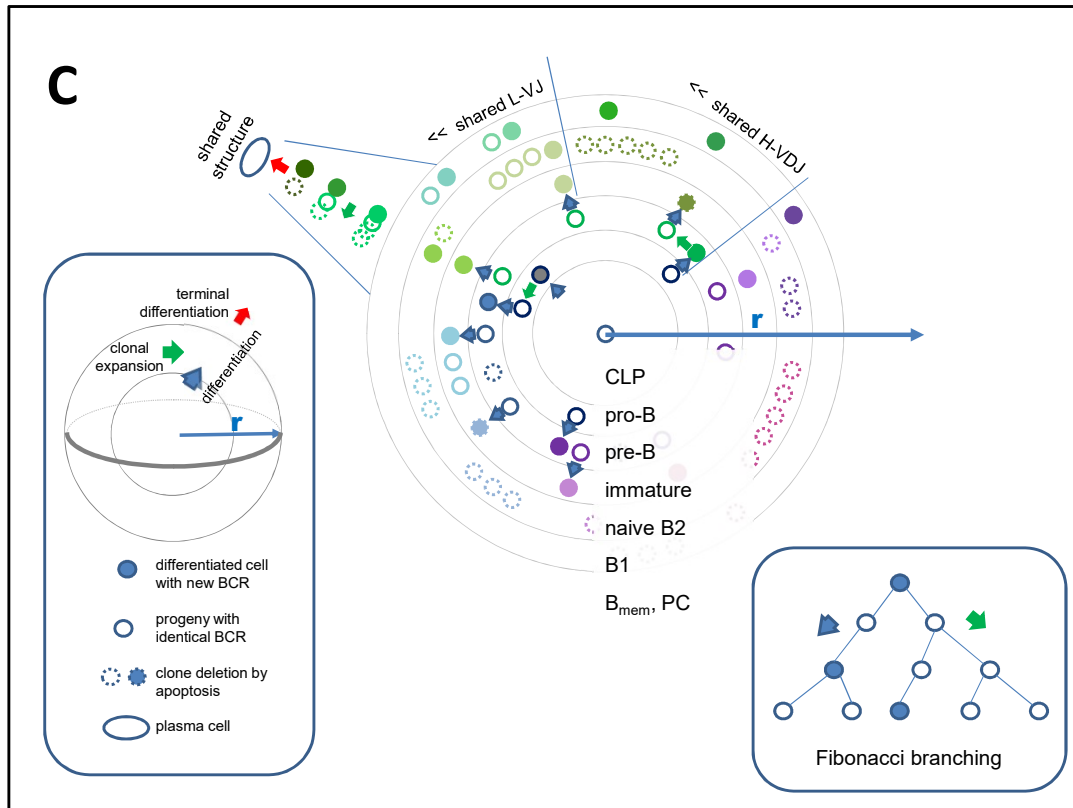 C
<< shared L-VJ
<< shared H-VDJ
shared
structure
r
CLP
pro-B
pre-B
immature
naive B2
B1
Bmem, PC
terminal
differentiation
clonal
expansion
differentiation
r
differentiated cell
with new BCR
progeny with
identical BCR
clone deletion by
apoptosis
plasma cell
Fibonacci branching